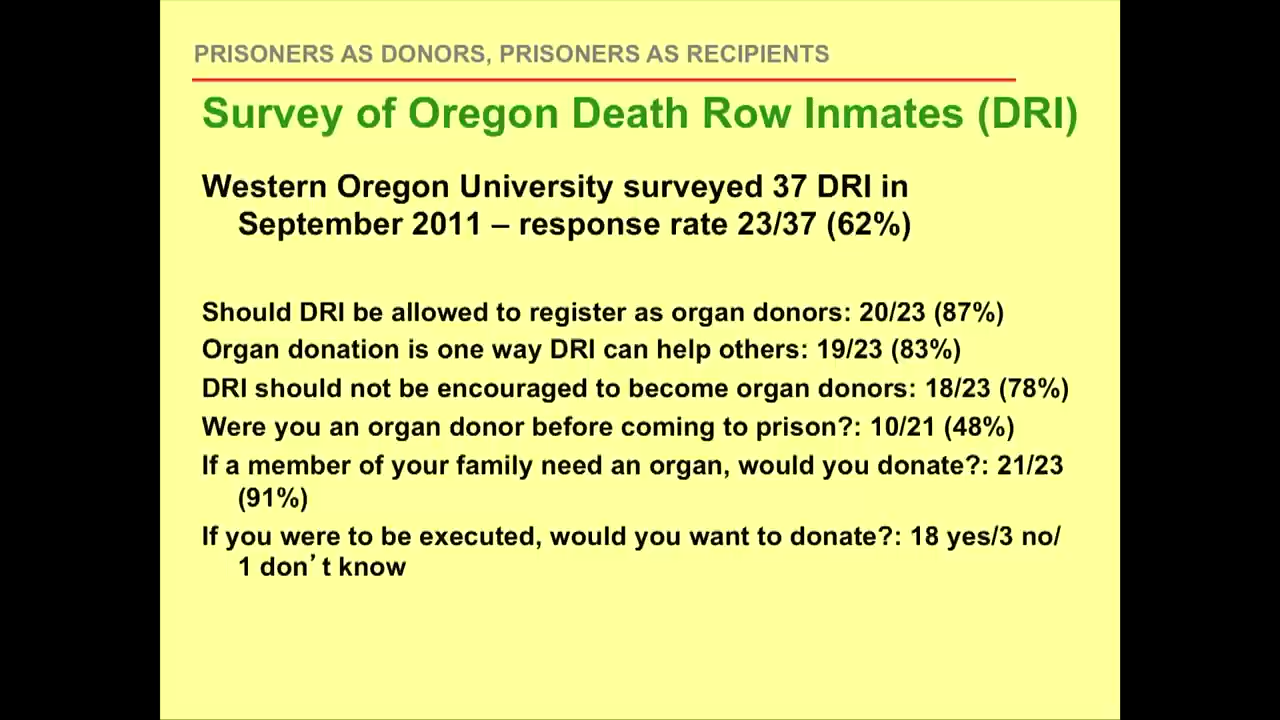 PRISONERS AS DONORS, PRISONERS AS RECIPIENTS
Survey of Oregon Death Row Inmates (DRI)
Western Oregon University surveyed 37 DRI in
September 2011 – response rate 23/37 (62%)
Should DRI be allowed to register as organ donors: 20/23 (87%)
Organ donation is one way DRI can help others: 19/23 (83%)
DRI should not be encouraged to become organ donors: 18/23 (78%)
Were you an organ donor before coming to prison?: 10/21 (48%)
If a member of your family need an organ, would you donate?: 21/23
(91%)
If you were to be executed, would you want to donate?: 18 yes/3 no/
1 don’t know